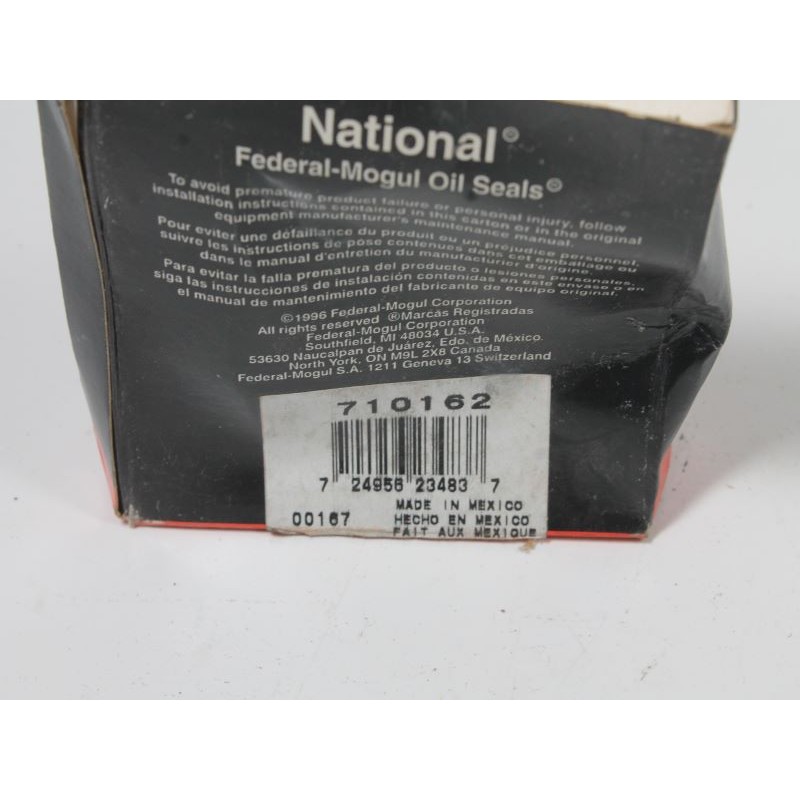 National®
Federal-Mogul Oil Seals®
To avoid premature product failure or personal injury, follow
installation instructions contained in this carton or in the original
equipment manufacturer's maintenance manual.
Pour eviter une défaillance du produit ou un préjudice personnel,
suivre les instructions de pose contenues dans cet emballage ou
dans le manuel d'entretien du manufacturier d'origine.
Para evitar la falla prematura del producto o lesiones personales,
siga las instrucciones de instalación contenidas en este envase o en
el manual de mantenimiento del fabricante de equipo original.
©1996 Federal-Mogul Corporation
All rights reserved ®Marcas Registradas
Federal-Mogul Corporation
Southfield, MI 48034 U.S.A.
53630 Naucalpan de Juárez, Edo. de México.
North York, ON M9L 2X8 Canada
Federal-Mogul S.A. 1211 Geneva 13 Switzerland
710162
7 24956 23483 7
00167 MADE IN MEXICO
HECHO EN MEXICO
FAIT AUX MEXIQUE